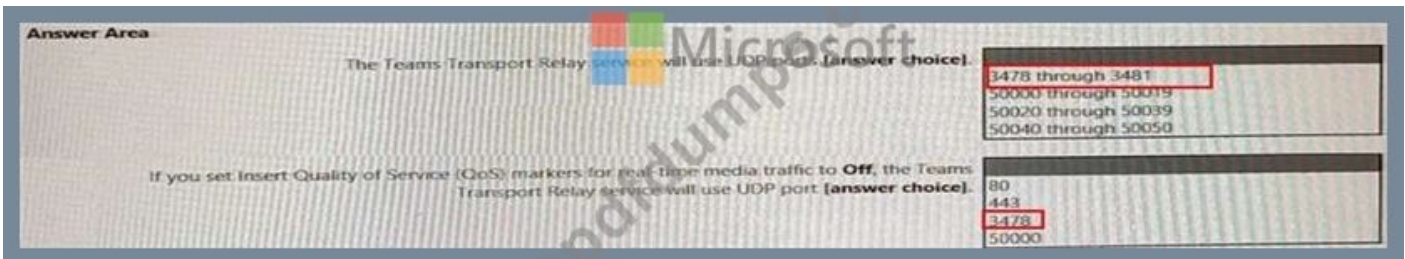 Answer Area
Microsoft
The Teams Transport Relay service will use UDP ports [answer choice].
3478 through 3481
50000 through 50019
50020 through 50039
50040 through 50050
If you set Insert Quality of Service (QoS) markers for real-time media traffic to Off, the Teams
Transport Relay service will use UDP port [answer choice].
80
443
3478
50000